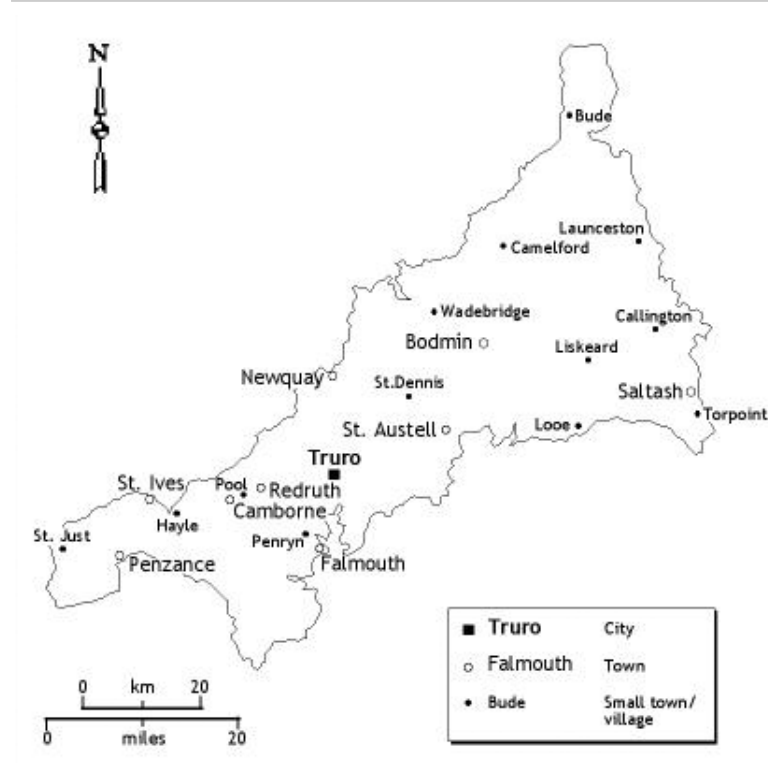 N
Bude
Launceston
Camelford
Wadebridge
Callington
Bodmin
Liskeard
Newquay
St.Dennis
Saltash
Torpoint
St. Austell
Looe
Truro
St. Ives
Pool
Redruth
Camborne
Hayle
St. Just
Penryn
Penzance
Falmouth
Truro City
Falmouth Town
Bude Small town/
village
0 km 20
0 miles 20